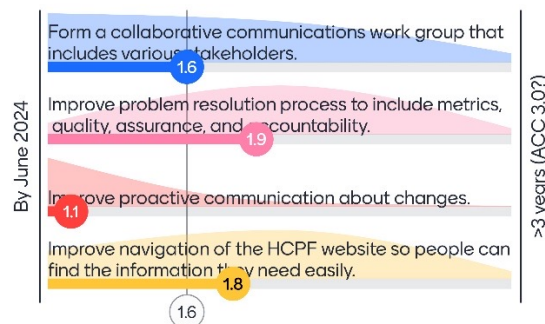 By June 2024
Form a collaborative communications work group that
includes various stakeholders.
1.6
Improve problem resolution process to include metrics,
quality, assurance, and accountability.
1.9
Improve proactive communication about changes.
1.1
Improve navigation of the HCPF website so people can
find the information they need easily.
1.8
1.6
>3 years (ACC 3.0?)